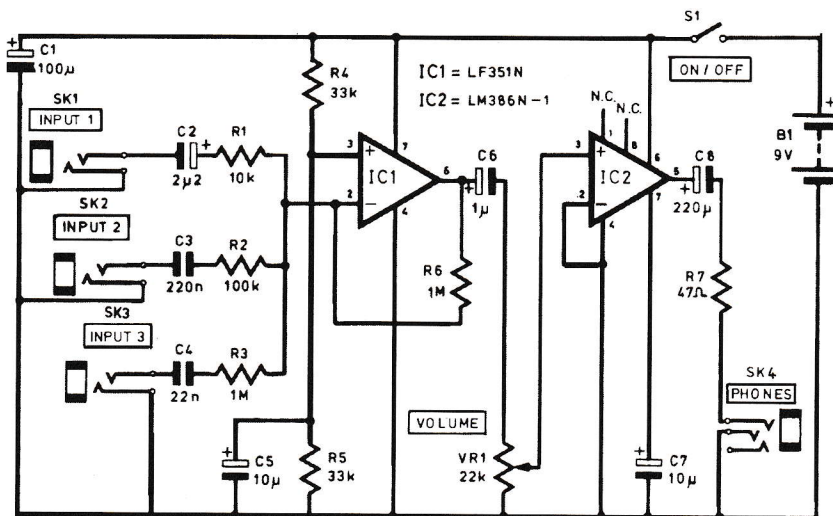 S1
ON/OFF
+
C1
100µ
R4
33k
IC1 = LF351N
IC2 = LM386N-1
N.C.
N.C.
SK1
INPUT 1
C2
+
2µ2
R1
10k
3
+
7
IC1
2
−
4
6
C6
+
1µ
3
+
1
8
6
IC2
2
−
4
7
5
C8
+
220µ
+
B1
9V
SK2
INPUT 2
C3
220n
R2
100k
R6
1M
R7
47Ω
SK3
INPUT 3
C4
22n
R3
1M
SK4
PHONES
VOLUME
+
C5
10µ
R5
33k
VR1
22k
+
C7
10µ